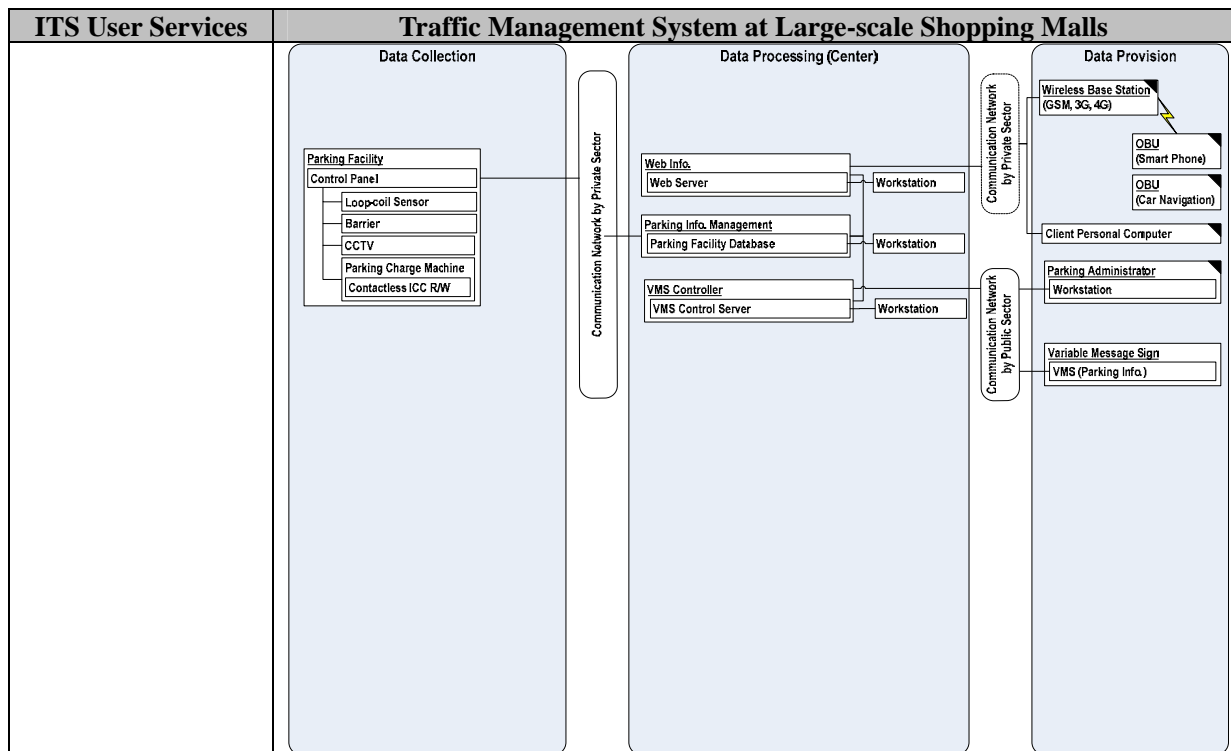 ITS User Services
Traffic Management System at Large-scale Shopping Malls
Data Collection
Parking Facility
Control Panel
Loop-coil Sensor
Barrier
CCTV
Parking Charge Machine
Contactless ICC R/W
Communication Network by Private Sector
Data Processing (Center)
Web Info.
Web Server
Workstation
Parking Info. Management
Parking Facility Database
Workstation
VMS Controller
VMS Control Server
Workstation
Communication Network
by Private Sector
Communication Network
by Public Sector
Data Provision
Wireless Base Station
(GSM, 3G, 4G)
OBU
(Smart Phone)
OBU
(Car Navigation)
Client Personal Computer
Parking Administrator
Workstation
Variable Message Sign
VMS (Parking Info.)